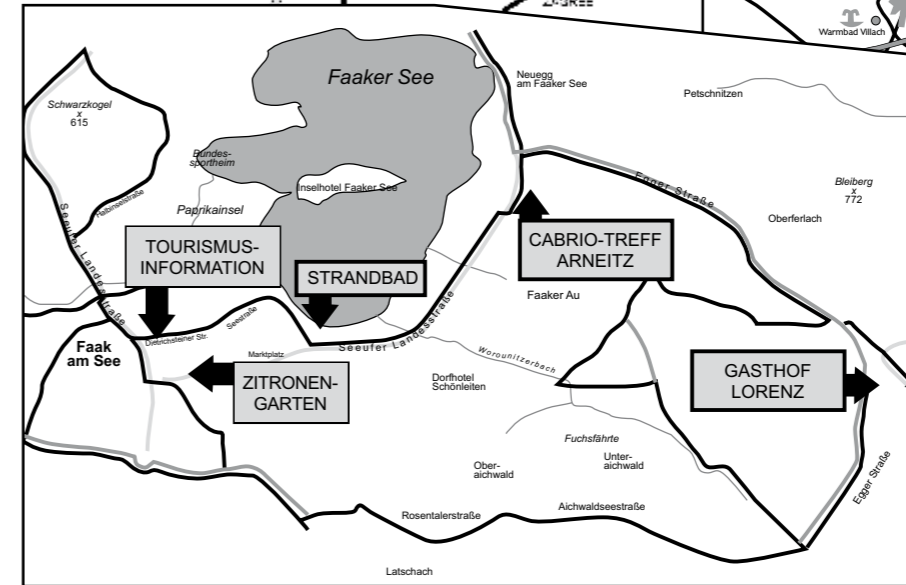 Warmbad Villach
Faaker See
Neuegg
am Faaker See
Petschnitzen
Schwarzkogel
x
615
Bundes-
sportheim
Inselhotel Faaker See
Egger Straße
Bleiberg
x
772
Halbinselstraße
Paprikainsel
Oberferlach
Seeufer Landesstraße
TOURISMUS-
INFORMATION
STRANDBAD
CABRIO-TREFF
ARNEITZ
Faaker Au
Seestraße
Dietrichsteiner Str.
Faak
am See
Marktplatz
Seeufer Landesstraße
Worounitzerbach
ZITRONEN-
GARTEN
Dorfhotel
Schönleiten
GASTHOF
LORENZ
Fuchsfährte
Ober-
aichwald
Unter-
aichwald
Egger Straße
Rosentalerstraße
Aichwaldseestraße
Latschach